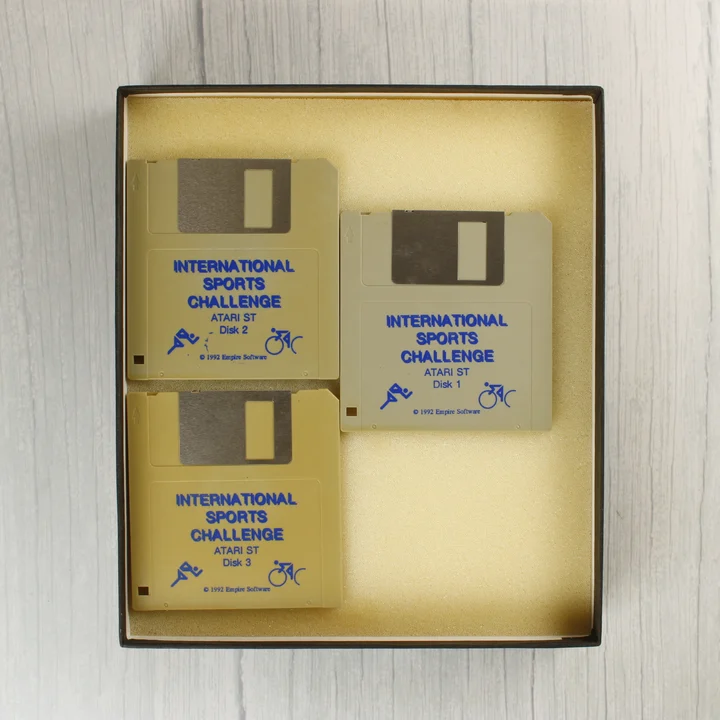 INTERNATIONAL
SPORTS
CHALLENGE
ATARI ST
Disk 2
© 1992 Empire Software
INTERNATIONAL
SPORTS
CHALLENGE
ATARI ST
Disk 1
© 1992 Empire Software
INTERNATIONAL
SPORTS
CHALLENGE
ATARI ST
Disk 3
© 1992 Empire Software